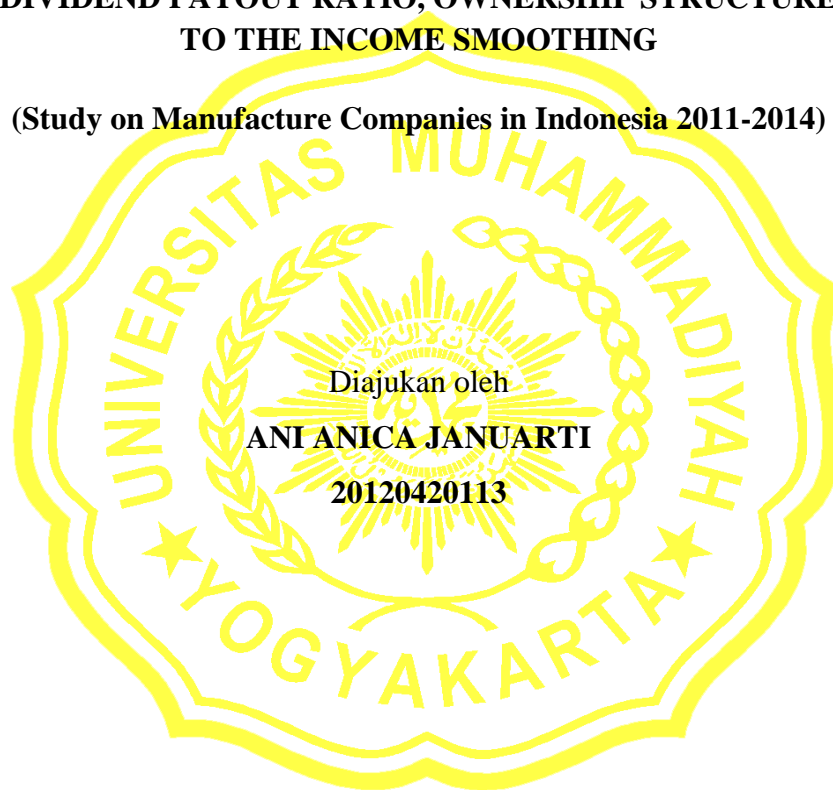 DIVIDEND PAYOUT RATIO, OWNERSHIP STRUCTURE
TO THE INCOME SMOOTHING
(Study on Manufacture Companies in Indonesia 2011-2014)
UNIVERSITAS MUHAMMADIYAH
Diajukan oleh
ANI ANICA JANUARTI
20120420113
YOGYAKARTA